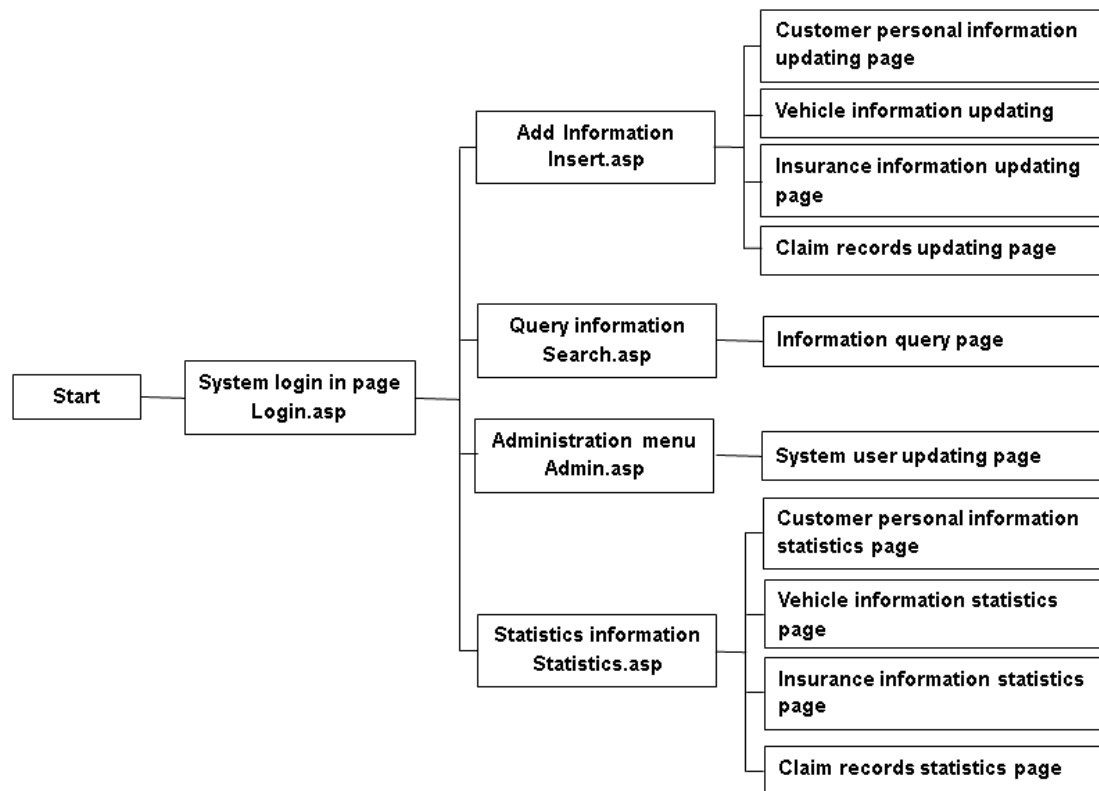 Start
System login in page
Login.asp
Add Information
Insert.asp
Customer personal information
updating page
Vehicle information updating
Insurance information updating
page
Claim records updating page
Query information
Search.asp
Information query page
Administration menu
Admin.asp
System user updating page
Statistics information
Statistics.asp
Customer personal information
statistics page
Vehicle information statistics
page
Insurance information statistics
page
Claim records statistics page